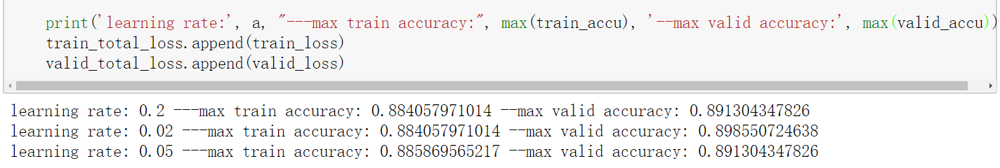 print('learning rate:', a, "---max train accuracy:", max(train_accu), '--max valid accuracy:', max(valid_accu))
train_total_loss.append(train_loss)
valid_total_loss.append(valid_loss)
learning rate: 0.2 ---max train accuracy: 0.884057971014 --max valid accuracy: 0.891304347826
learning rate: 0.02 ---max train accuracy: 0.884057971014 --max valid accuracy: 0.898550724638
learning rate: 0.05 ---max train accuracy: 0.885869565217 --max valid accuracy: 0.891304347826